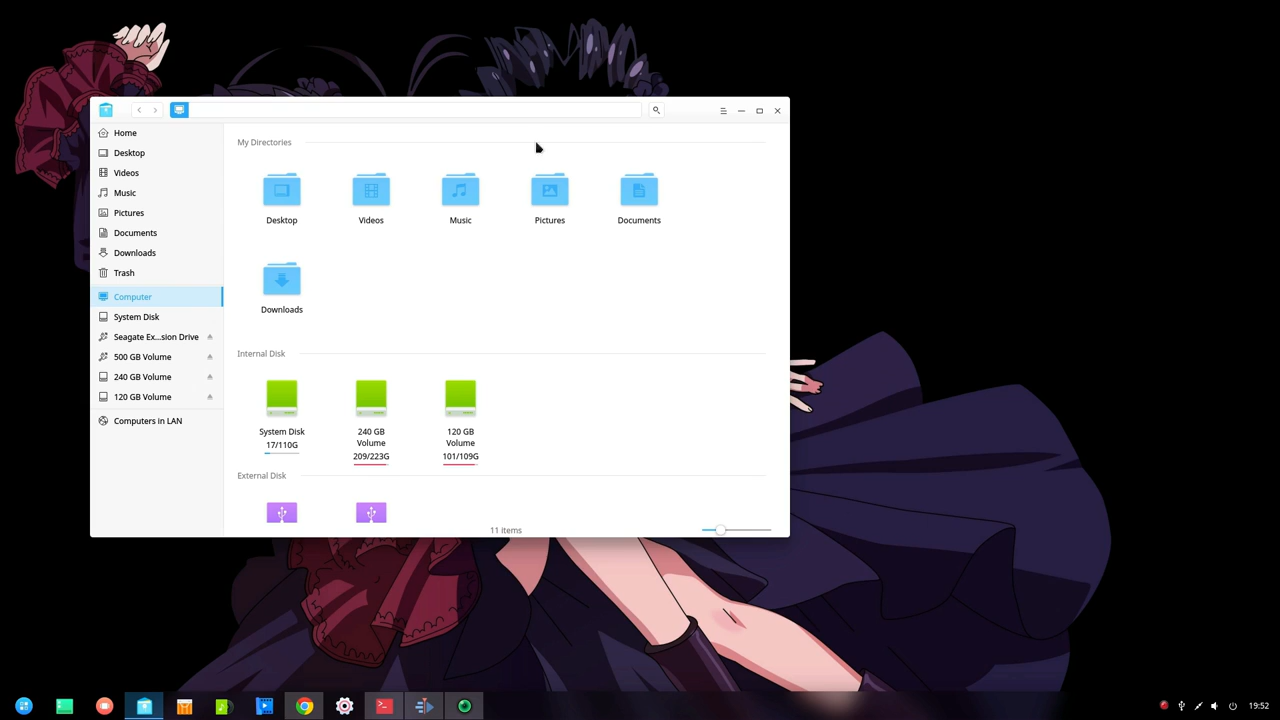 Home
Desktop
Videos
Music
Pictures
Documents
Downloads
Trash
Computer
System Disk
Seagate Ex...sion Drive
500 GB Volume
240 GB Volume
120 GB Volume
Computers in LAN
My Directories
Desktop
Videos
Music
Pictures
Documents
Downloads
Internal Disk
System Disk
17/110G
240 GB
Volume
209/223G
120 GB
Volume
101/109G
External Disk
11 items
19:52